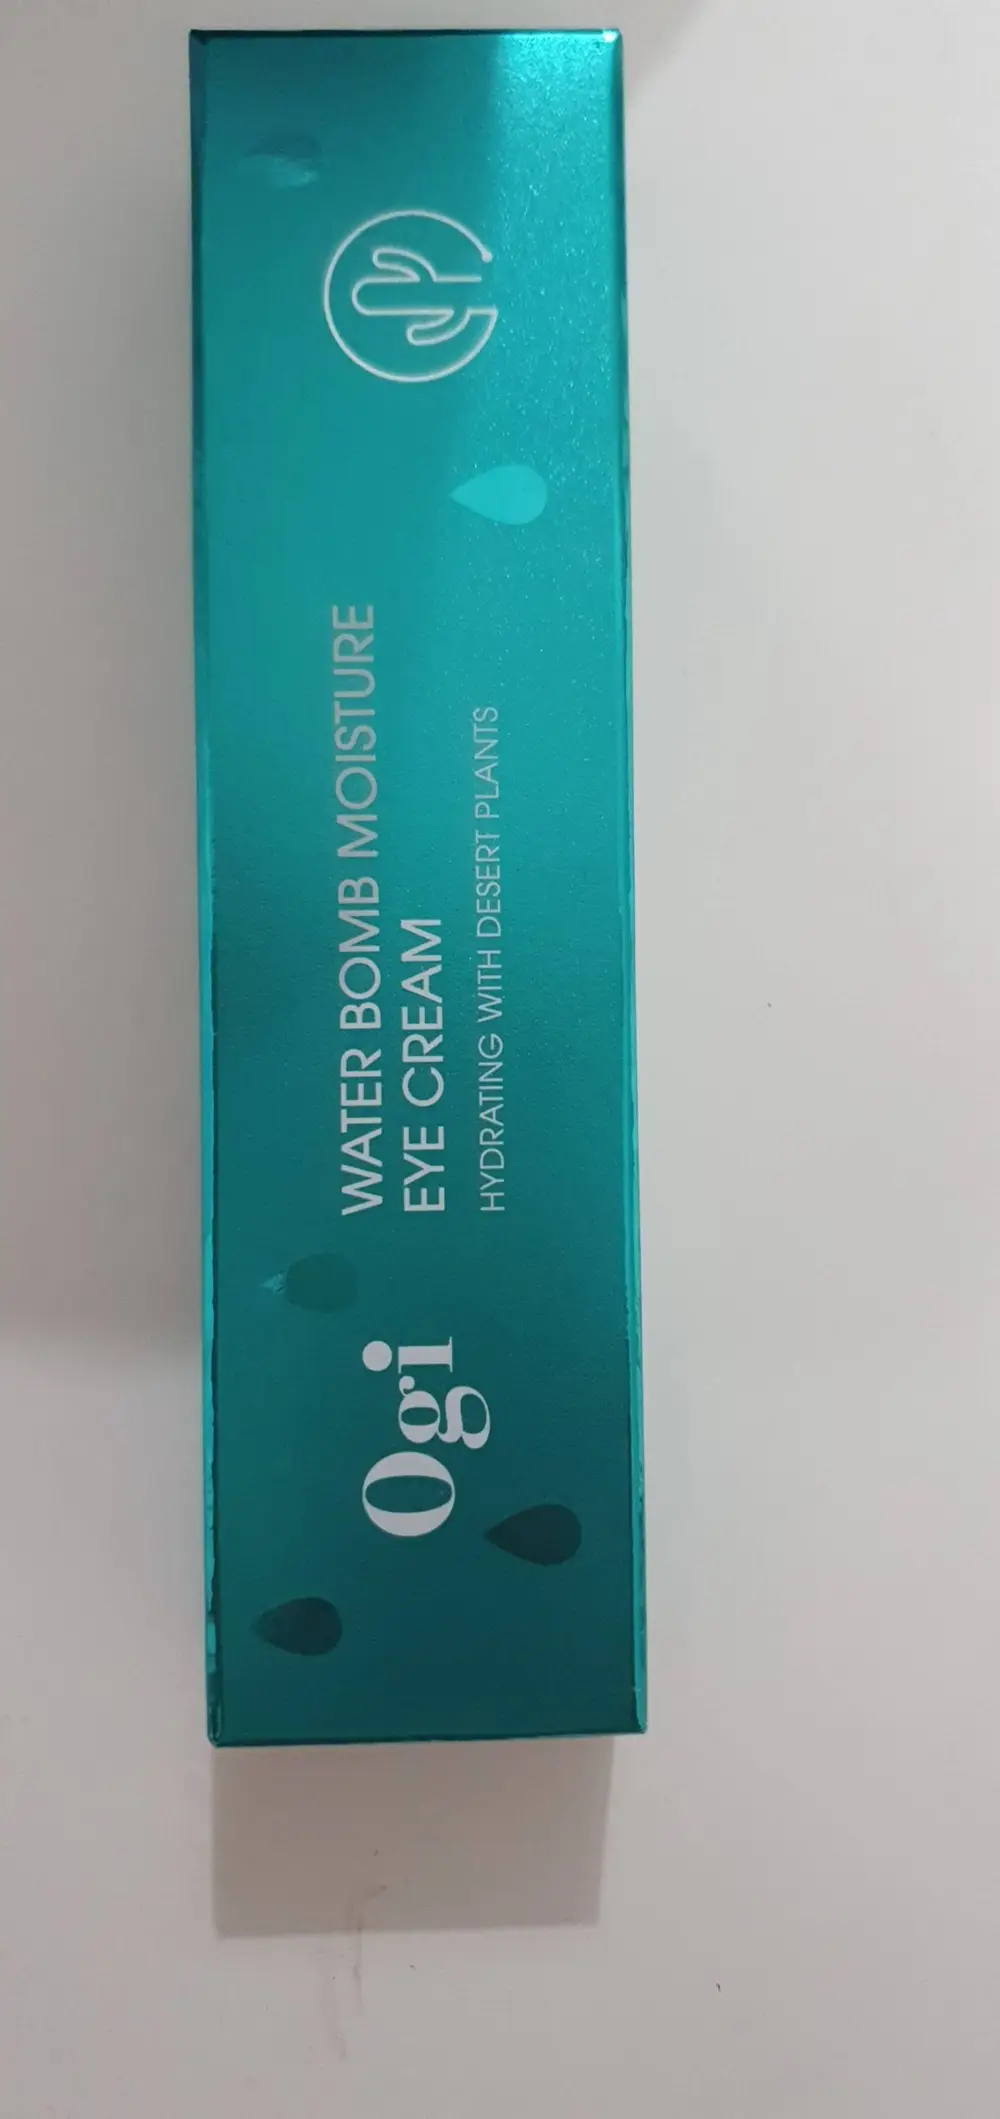 Ogi
WATER BOMB MOISTURE
EYE CREAM
HYDRATING WITH DESERT PLANTS